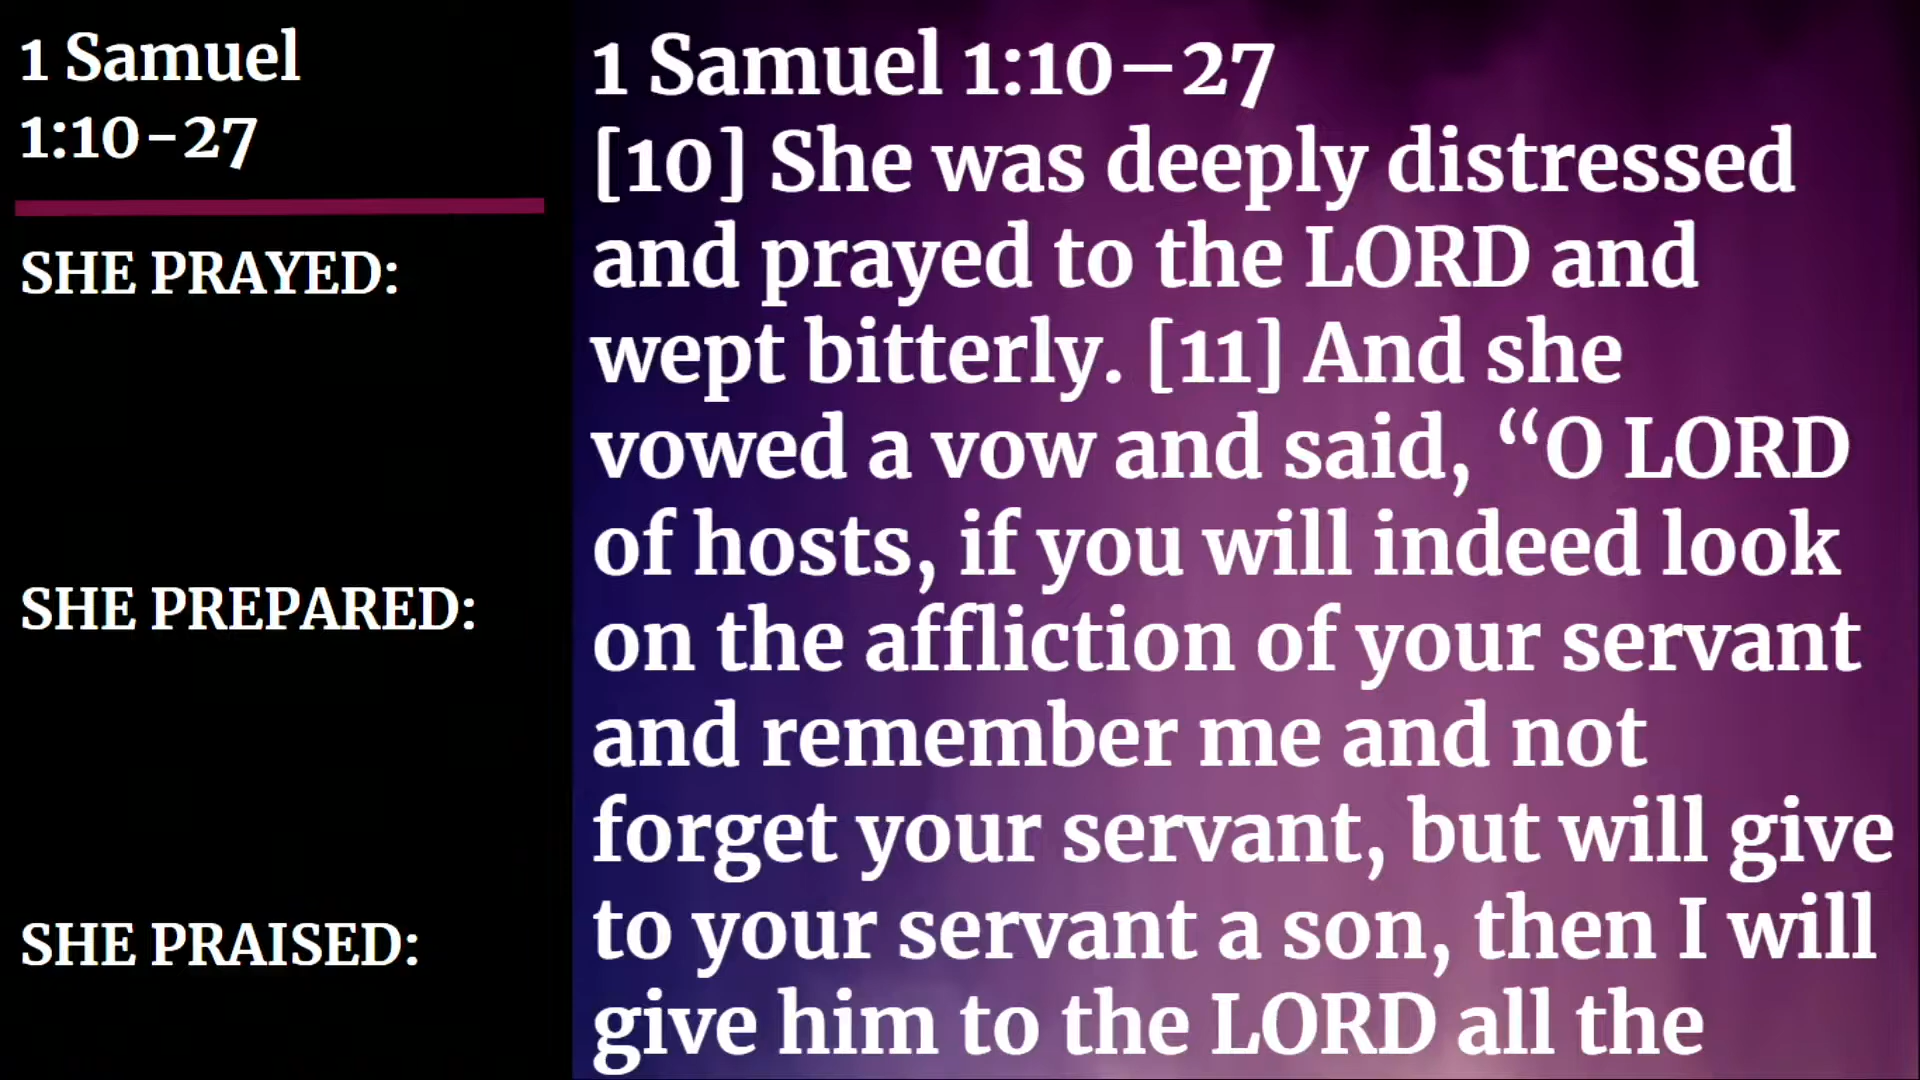 1 Samuel
1:10-27
SHE PRAYED:
SHE PREPARED:
SHE PRAISED:
1 Samuel 1:10–27
[10] She was deeply distressed
and prayed to the LORD and
wept bitterly. [11] And she
vowed a vow and said, “O LORD
of hosts, if you will indeed look
on the affliction of your servant
and remember me and not
forget your servant, but will give
to your servant a son, then I will
give him to the LORD all the